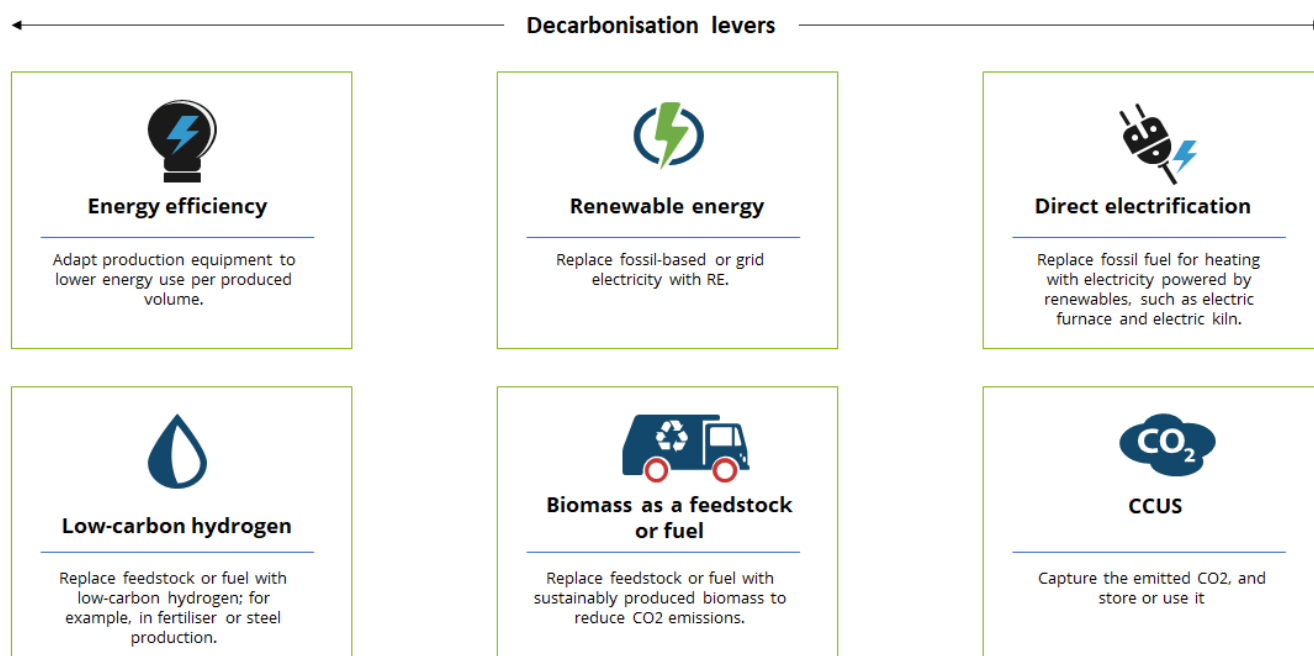 Decarbonisation levers
Energy efficiency
Adapt production equipment to
lower energy use per produced
volume.
Renewable energy
Replace fossil-based or grid
electricity with RE.
Direct electrification
Replace fossil fuel for heating
with electricity powered by
renewables, such as electric
furnace and electric kiln.
Low-carbon hydrogen
Replace feedstock or fuel with
low-carbon hydrogen; for
example, in fertiliser or steel
production.
Biomass as a feedstock
or fuel
Replace feedstock or fuel with
sustainably produced biomass to
reduce CO2 emissions.
CO2
CCUS
Capture the emitted CO2, and
store or use it